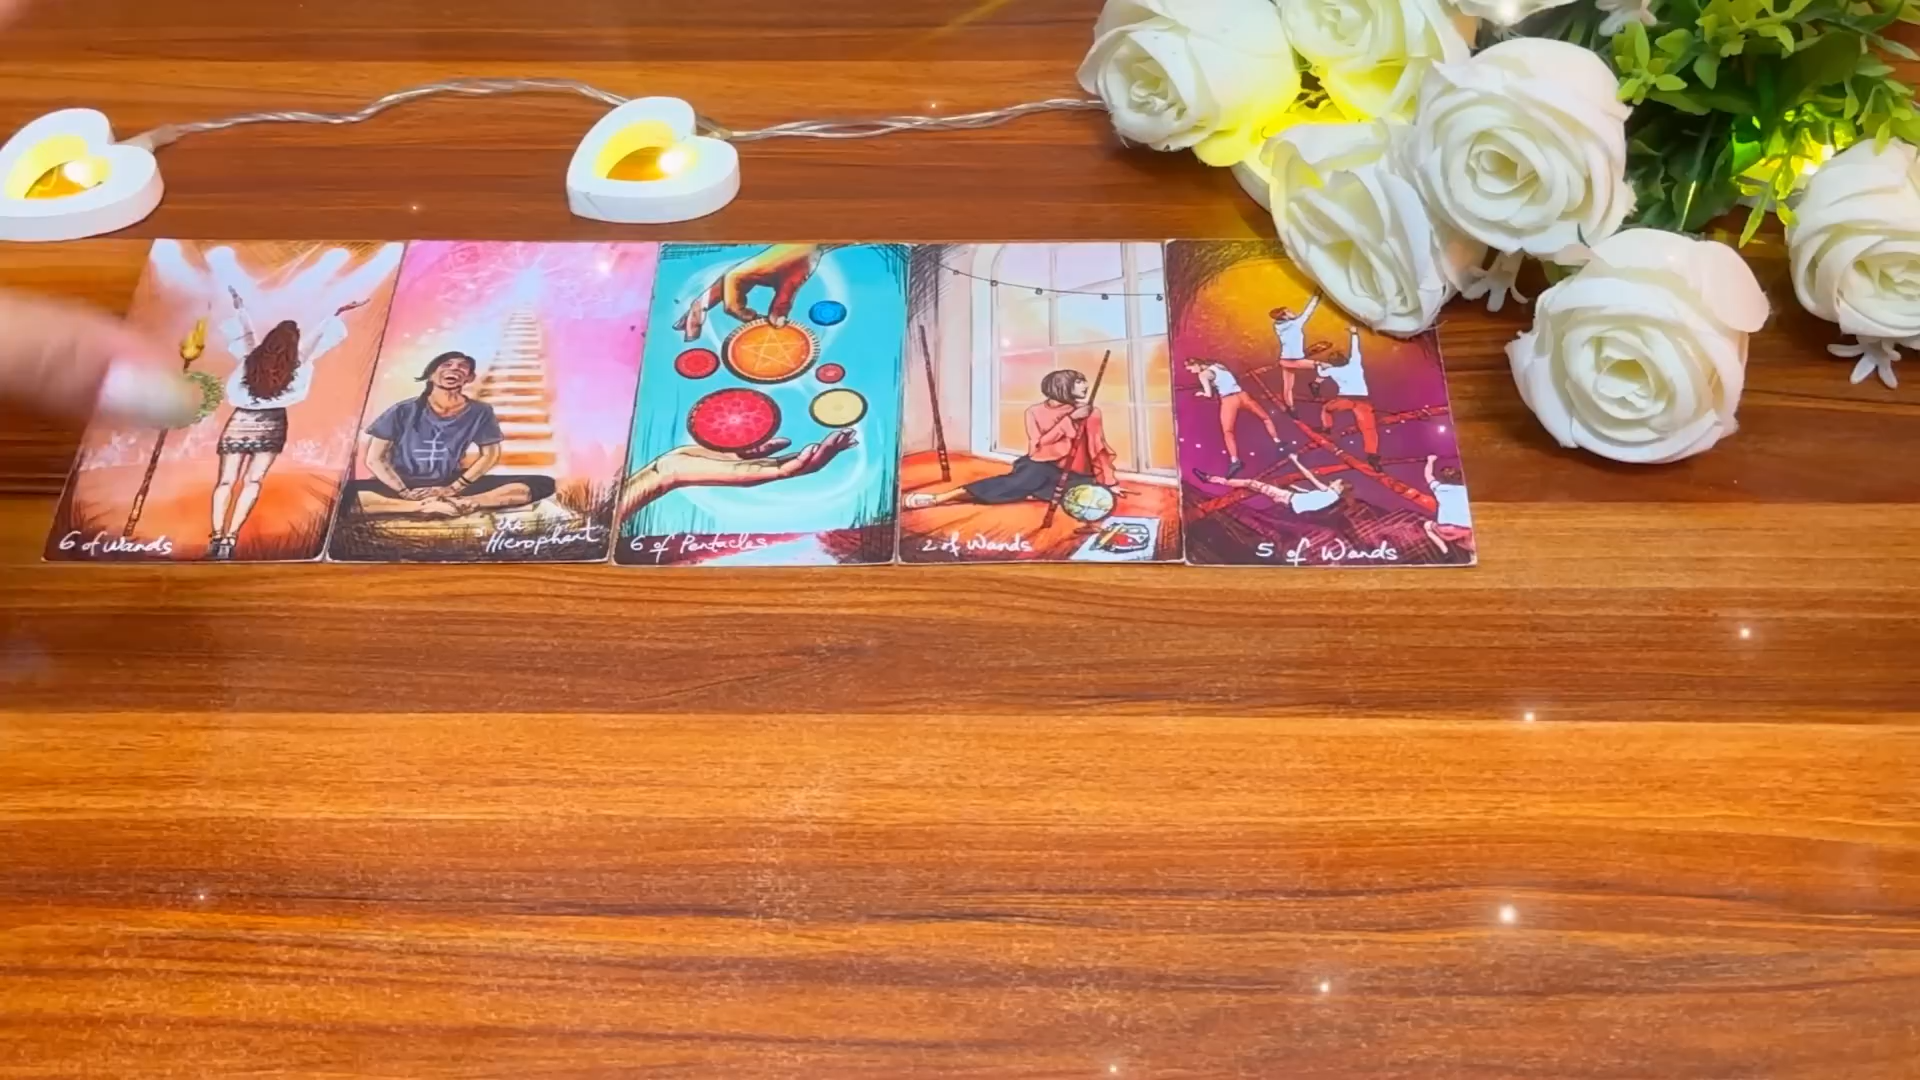 6 of Wands
the
Hierophant
6 of Pentacles
2 of Wands
5 of Wands